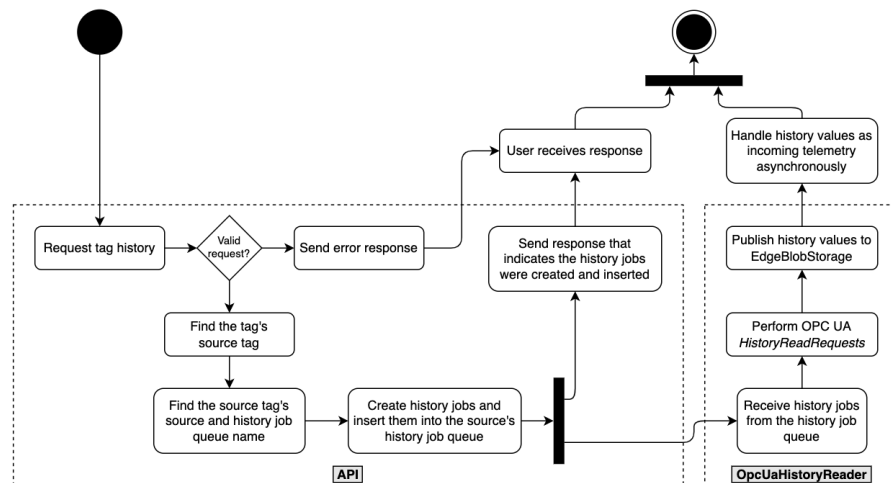 Request tag history
Valid
request?
Send error response
User receives response
Handle history values as
incoming telemetry
asynchronously
Send response that
indicates the history jobs
were created and inserted
Publish history values to
EdgeBlobStorage
Find the tag's
source tag
Perform OPC UA
HistoryReadRequests
Find the source tag's
source and history job
queue name
Create history jobs and
insert them into the source's
history job queue
Receive history jobs
from the history job
queue
API
OpcUaHistoryReader